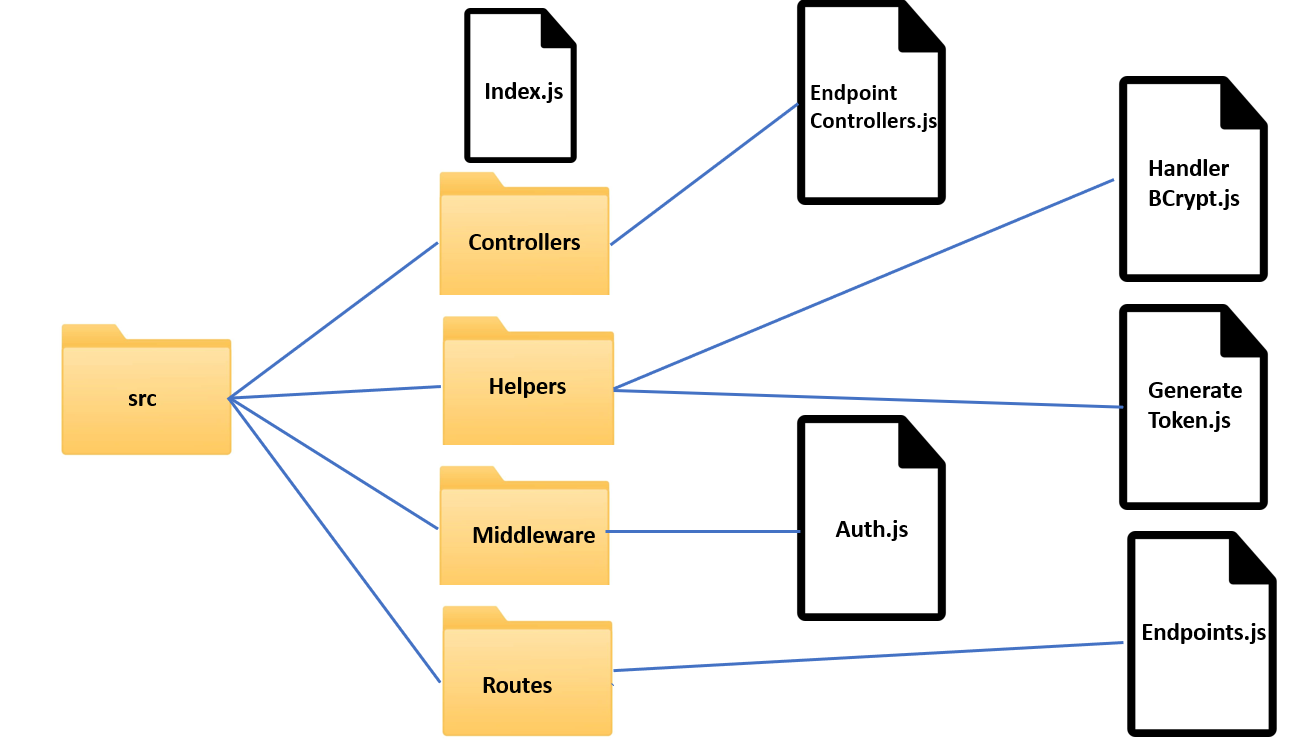 Index.js
Endpoint
Controllers.js
Handler
BCrypt.js
Controllers
src
Helpers
Generate
Token.js
Middleware
Auth.js
Routes
Endpoints.js